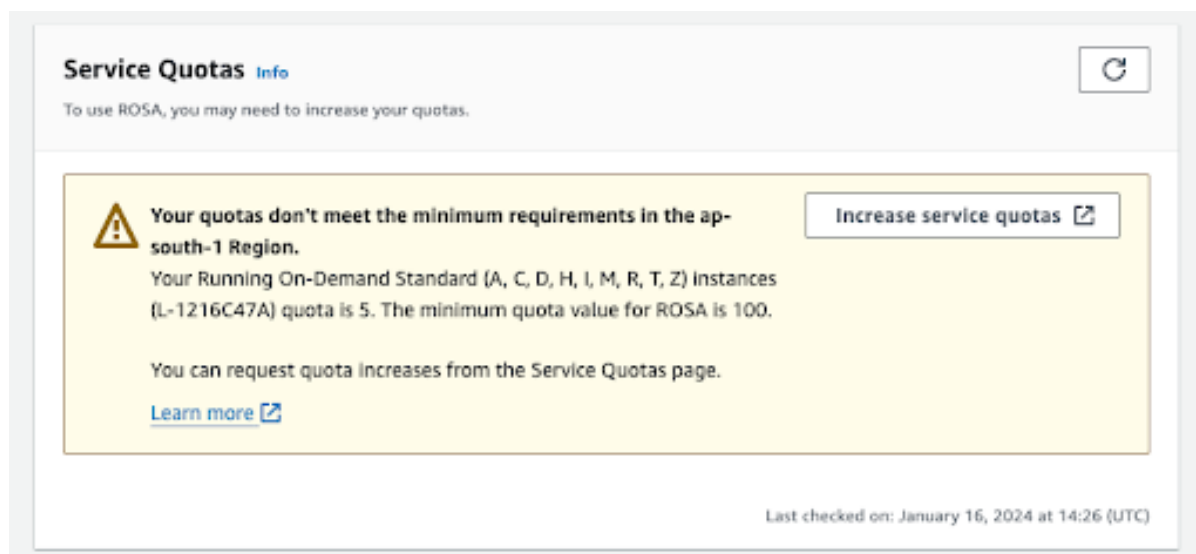 Service Quotas Info
To use ROSA, you may need to increase your quotas.
Your quotas don't meet the minimum requirements in the ap-
south-1 Region.
Increase service quotas
Your Running On-Demand Standard (A, C, D, H, I, M, R, T, Z) instances
(L-1216C47A) quota is 5. The minimum quota value for ROSA is 100.
You can request quota increases from the Service Quotas page.
Learn more
Last checked on: January 16, 2024 at 14:26 (UTC)